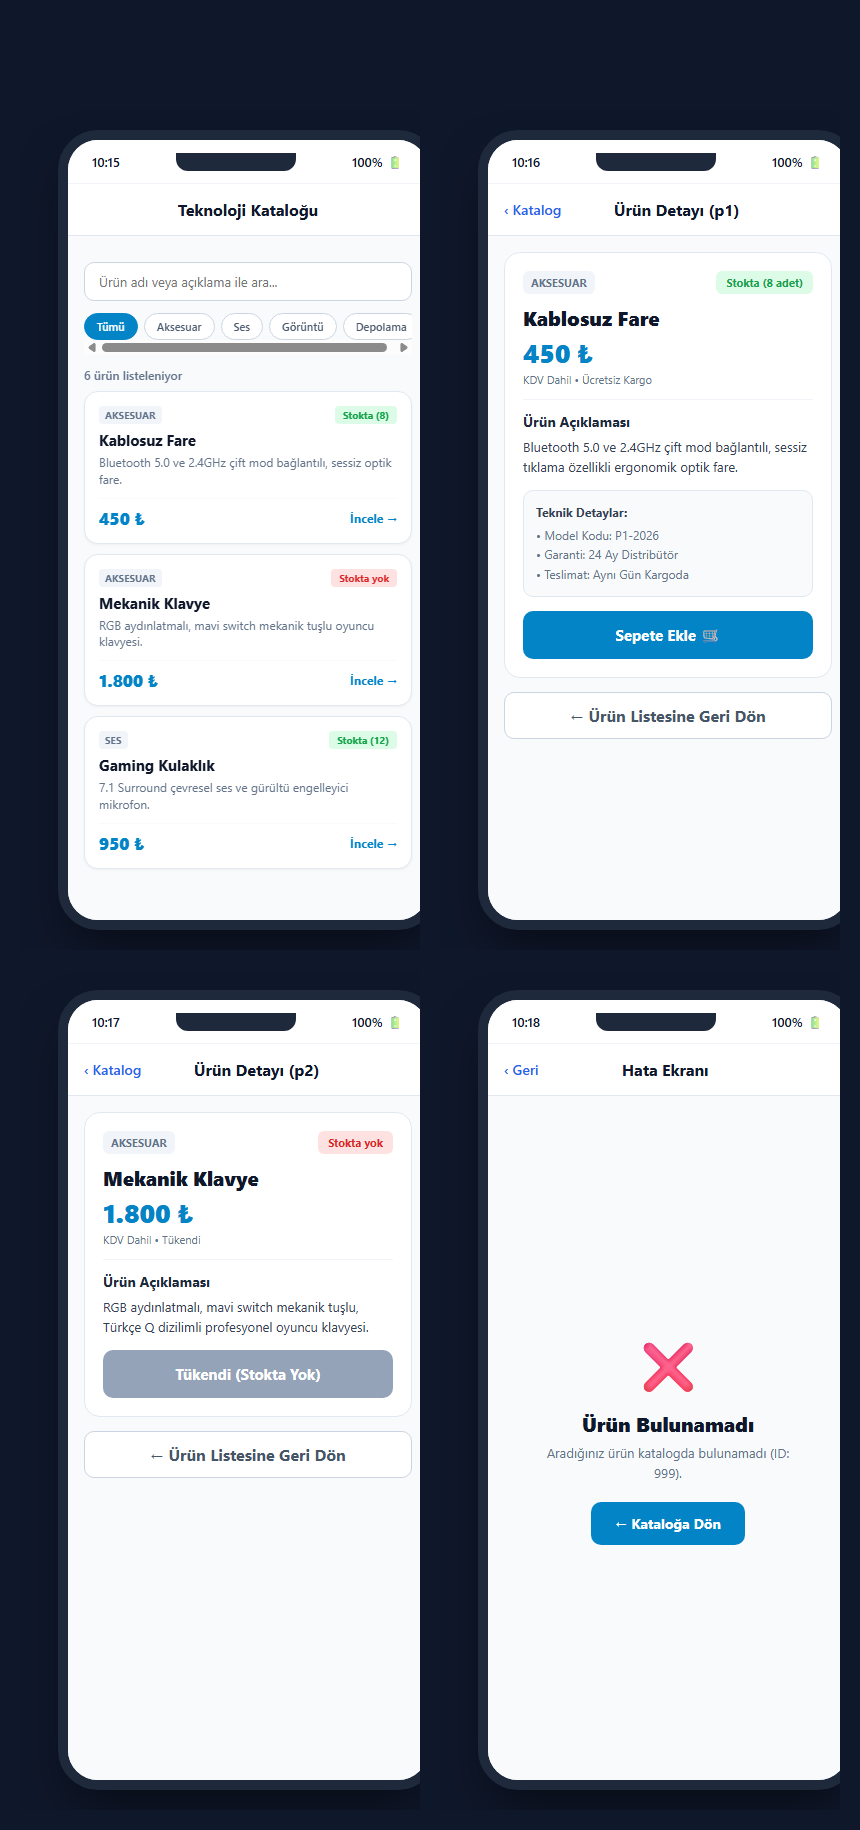 10:15
100%
Teknoloji Kataloğu
Ürün adı veya açıklama ile ara...
Tümü
Aksesuar
Ses
Görüntü
Depolama
6 ürün listeleniyor
AKSESUAR
Stokta (8)
Kablosuz Fare
Bluetooth 5.0 ve 2.4GHz çift mod bağlantılı, sessiz optik
fare.
450 ₺
İncele →
AKSESUAR
Stokta yok
Mekanik Klavye
RGB aydınlatmalı, mavi switch mekanik tuşlu oyuncu
klavyesi.
1.800 ₺
İncele →
SES
Stokta (12)
Gaming Kulaklık
7.1 Surround çevresel ses ve gürültü engelleyici
mikrofon.
950 ₺
İncele →
10:16
100%
‹ Katalog
Ürün Detayı (p1)
AKSESUAR
Stokta (8 adet)
Kablosuz Fare
450 ₺
KDV Dahil • Ücretsiz Kargo
Ürün Açıklaması
Bluetooth 5.0 ve 2.4GHz çift mod bağlantılı, sessiz
tıklama özellikli ergonomik optik fare.
Teknik Detaylar:
• Model Kodu: P1-2026
• Garanti: 24 Ay Distribütör
• Teslimat: Aynı Gün Kargoda
Sepete Ekle
← Ürün Listesine Geri Dön
10:17
100%
‹ Katalog
Ürün Detayı (p2)
AKSESUAR
Stokta yok
Mekanik Klavye
1.800 ₺
KDV Dahil • Tükendi
Ürün Açıklaması
RGB aydınlatmalı, mavi switch mekanik tuşlu,
Türkçe Q dizilimli profesyonel oyuncu klavyesi.
Tükendi (Stokta Yok)
← Ürün Listesine Geri Dön
10:18
100%
‹ Geri
Hata Ekranı
Ürün Bulunamadı
Aradığınız ürün katalogda bulunamadı (ID:
999).
← Kataloğa Dön